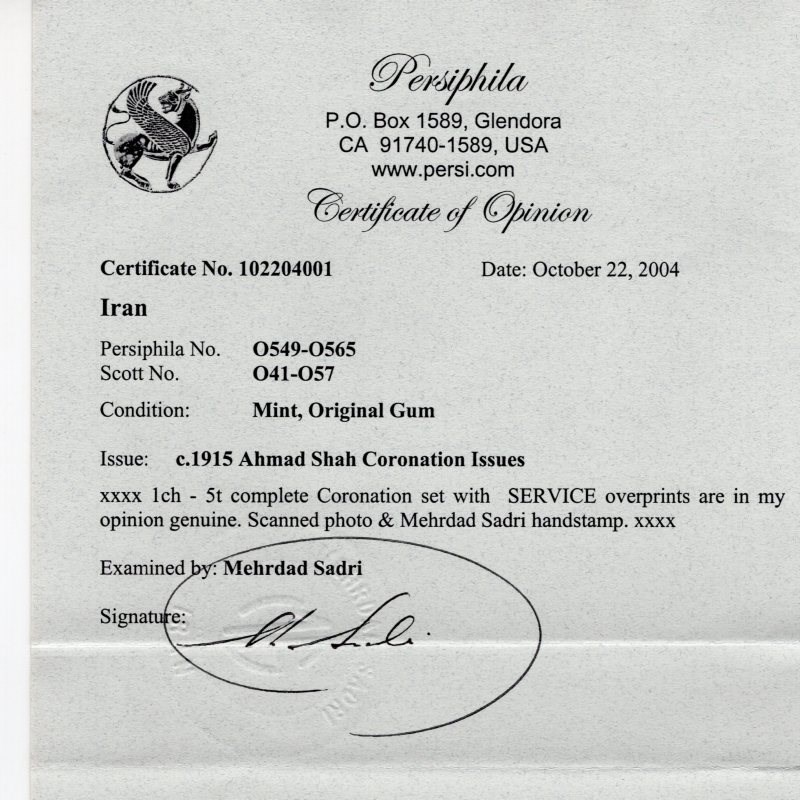 Persiphila
P.O. Box 1589, Glendora
CA 91740-1589, USA
www.persi.com
Certificate of Opinion
Certificate No. 102204001 Date: October 22, 2004
Iran
Persiphila No. O549-O565
Scott No. O41-O57
Condition: Mint, Original Gum
Issue: c.1915 Ahmad Shah Coronation Issues
xxxx 1ch - 5t complete Coronation set with SERVICE overprints are in my
opinion genuine. Scanned photo & Mehrdad Sadri handstamp. xxxx
Examined by: Mehrdad Sadri
Signature:
MEHRDAD SADRI